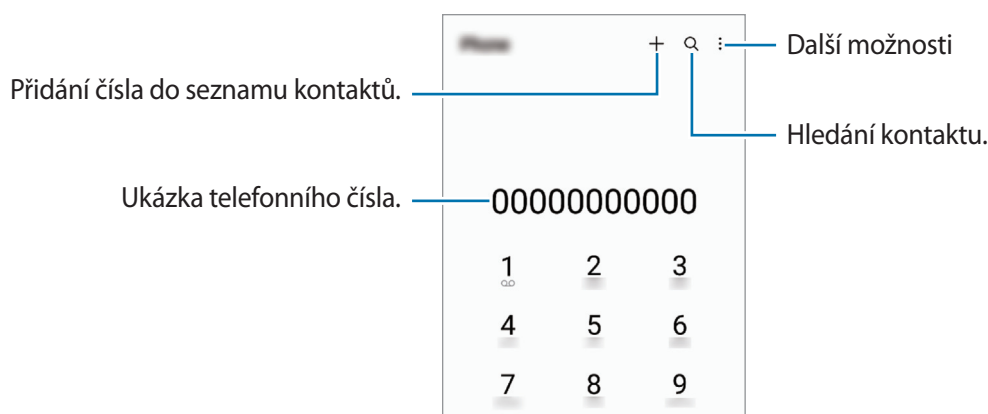 Další možnosti
Přidání čísla do seznamu kontaktů.
Hledání kontaktu.
Ukázka telefonního čísla.
00000000000
1 2 3
4 5 6
7 8 9